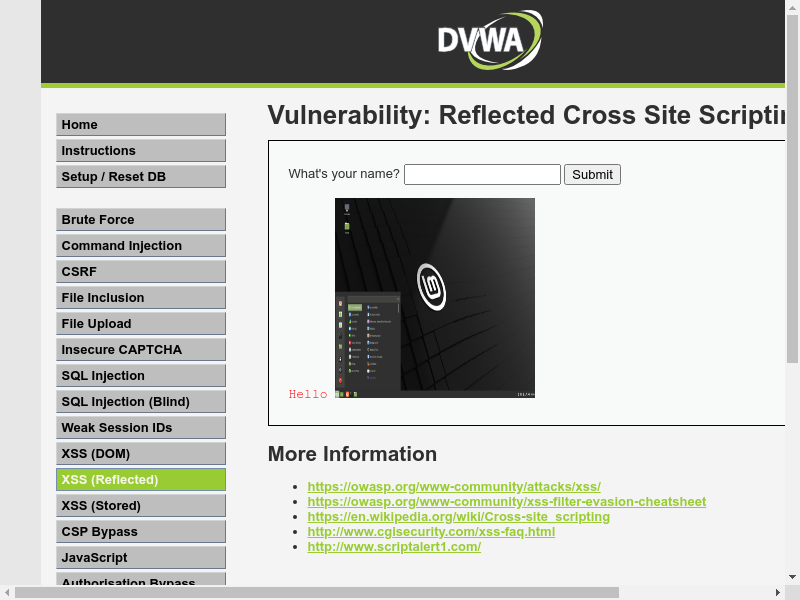 DVWA
Vulnerability: Reflected Cross Site Scriptin
Home
Instructions
Setup / Reset DB
Brute Force
Command Injection
CSRF
File Inclusion
File Upload
Insecure CAPTCHA
SQL Injection
SQL Injection (Blind)
Weak Session IDs
XSS (DOM)
XSS (Reflected)
XSS (Stored)
CSP Bypass
JavaScript
Authorisation Bypass
What's your name? Submit
Hello
More Information
https://owasp.org/www-community/attacks/xss/
https://owasp.org/www-community/xss-filter-evasion-cheatsheet
https://en.wikipedia.org/wiki/Cross-site_scripting
http://www.cgisecurity.com/xss-faq.html
http://www.scriptalert1.com/